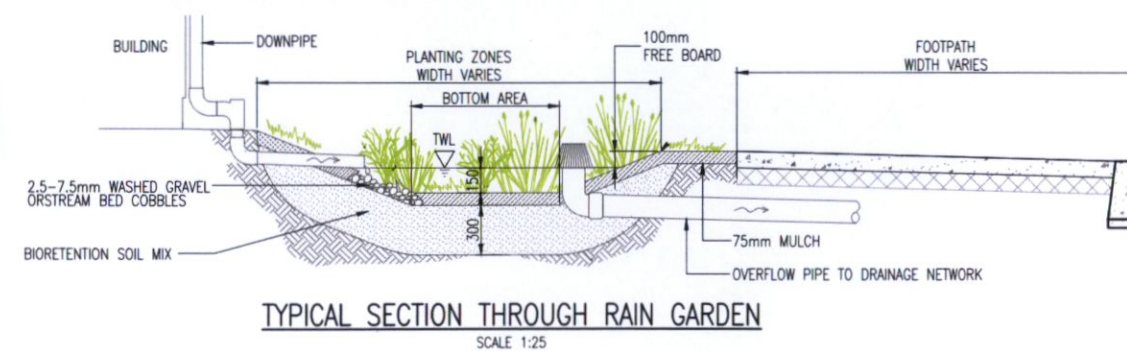 BUILDING
DOWNPIPE
PLANTING ZONES
WIDTH VARIES
100mm
FREE BOARD
FOOTPATH
WIDTH VARIES
BOTTOM AREA
TWL
150
2.5-7.5mm WASHED GRAVEL
ORSTREAM BED COBBLES
300
BIORETENTION SOIL MIX
75mm MULCH
OVERFLOW PIPE TO DRAINAGE NETWORK
TYPICAL SECTION THROUGH RAIN GARDEN
SCALE 1:25